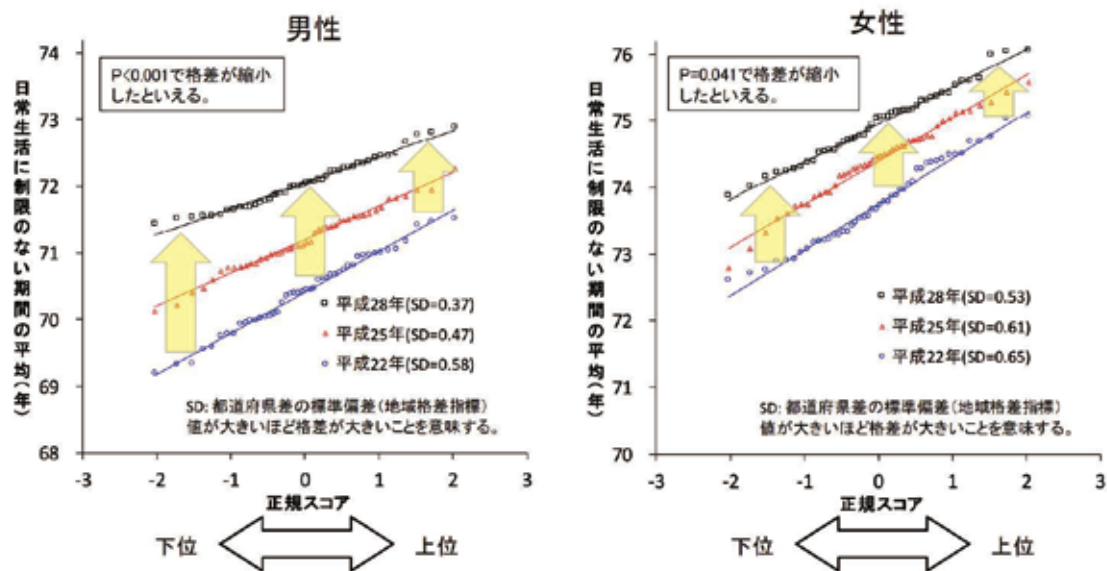 男性
日常生活に制限のない期間の平均(年)
74
73
72
71
70
69
68
P<0.001で格差が縮小
したといえる。
平成28年(SD=0.37)
平成25年(SD=0.47)
平成22年(SD=0.58)
SD: 都道府県差の標準偏差(地域格差指標)
値が大きいほど格差が大きいことを意味する。
-3 -2 -1 0 1 2 3
正規スコア
下位 上位
女性
日常生活に制限のない期間の平均(年)
76
75
74
73
72
71
70
P=0.041で格差が縮小
したといえる。
平成28年(SD=0.53)
平成25年(SD=0.61)
平成22年(SD=0.65)
SD: 都道府県差の標準偏差(地域格差指標)
値が大きいほど格差が大きいことを意味する。
-3 -2 -1 0 1 2 3
正規スコア
下位 上位